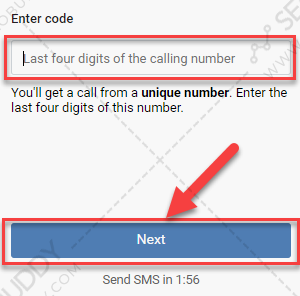 Enter code
Last four digits of the calling number
You'll get a call from a unique number. Enter the
last four digits of this number.
Next
Send SMS in 1:56